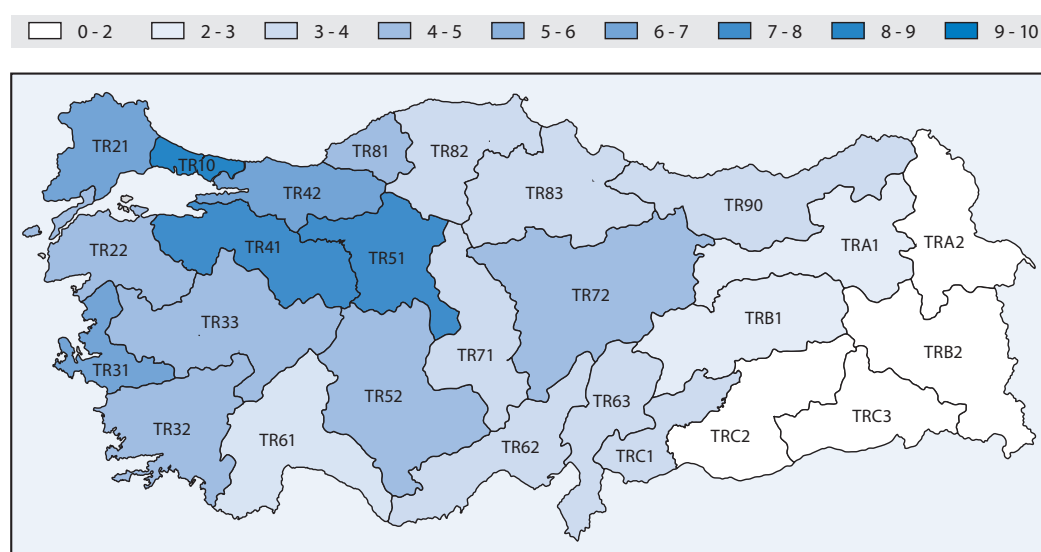 0 - 2 2 - 3 3 - 4 4 - 5 5 - 6 6 - 7 7 - 8 8 - 9 9 - 10
TR21
TR10
TR81
TR82
TR42
TR83
TR90
TR22
TR41
TR51
TRA1
TRA2
TR72
TR33
TRB1
TR71
TRB2
TR31
TR52
TR63
TR32
TR61
TR62
TRC1
TRC2
TRC3